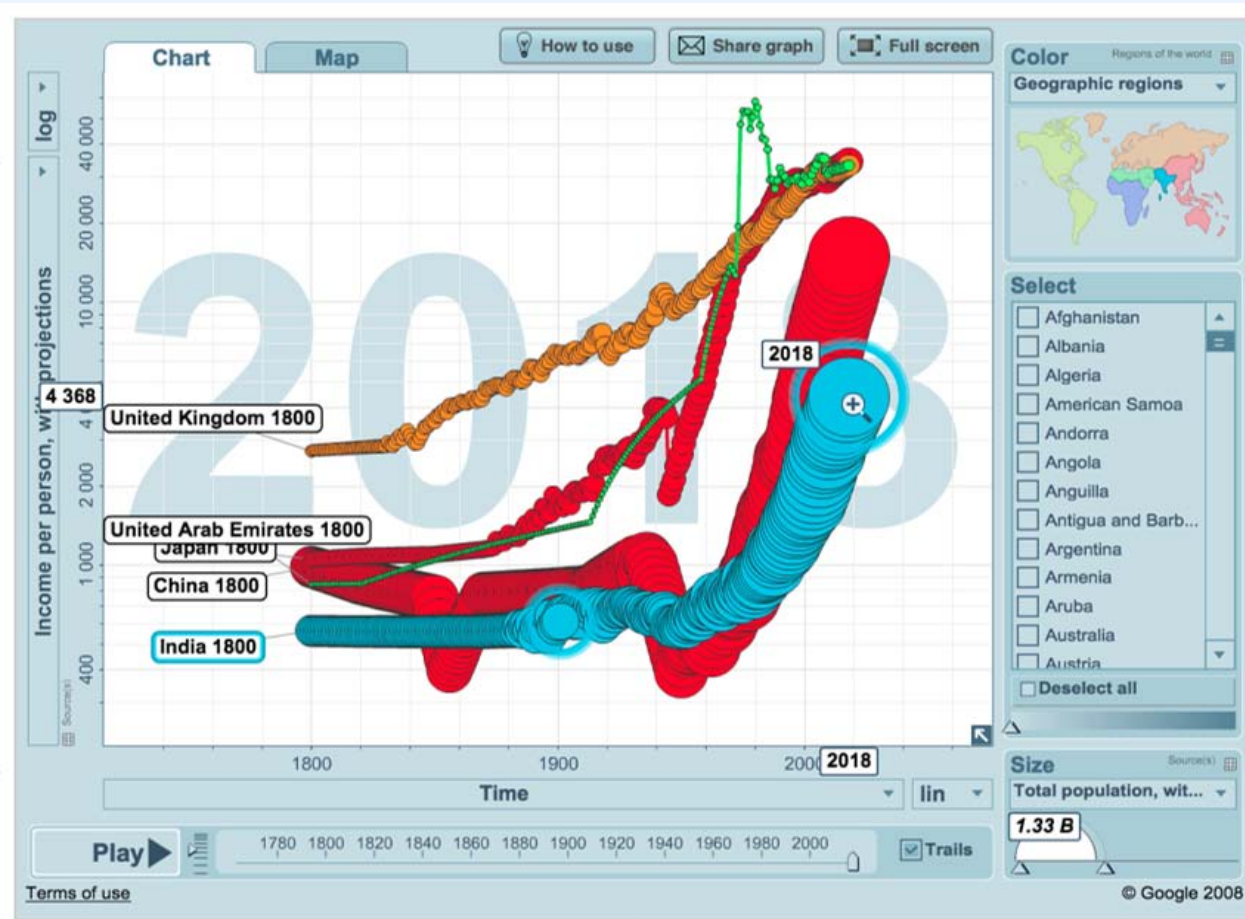 Chart
Map
How to use
Share graph
Full screen
log
Income per person, with projections
Source(s)
40 000
20 000
10 000
4
2 000
1 000
400
4 368
2018
United Kingdom 1800
United Arab Emirates 1800
Japan 1800
China 1800
India 1800
2018
1800
1900
200
2018
Time
lin
Play
1780 1800 1820 1840 1860 1880 1900 1920 1940 1960 1980 2000
Trails
Terms of use
Color
Regions of the world
Geographic regions
Select
Afghanistan
Albania
Algeria
American Samoa
Andorra
Angola
Anguilla
Antigua and Barb...
Argentina
Armenia
Aruba
Australia
Austria
Deselect all
Size
Source(s)
Total population, wit...
1.33 B
© Google 2008